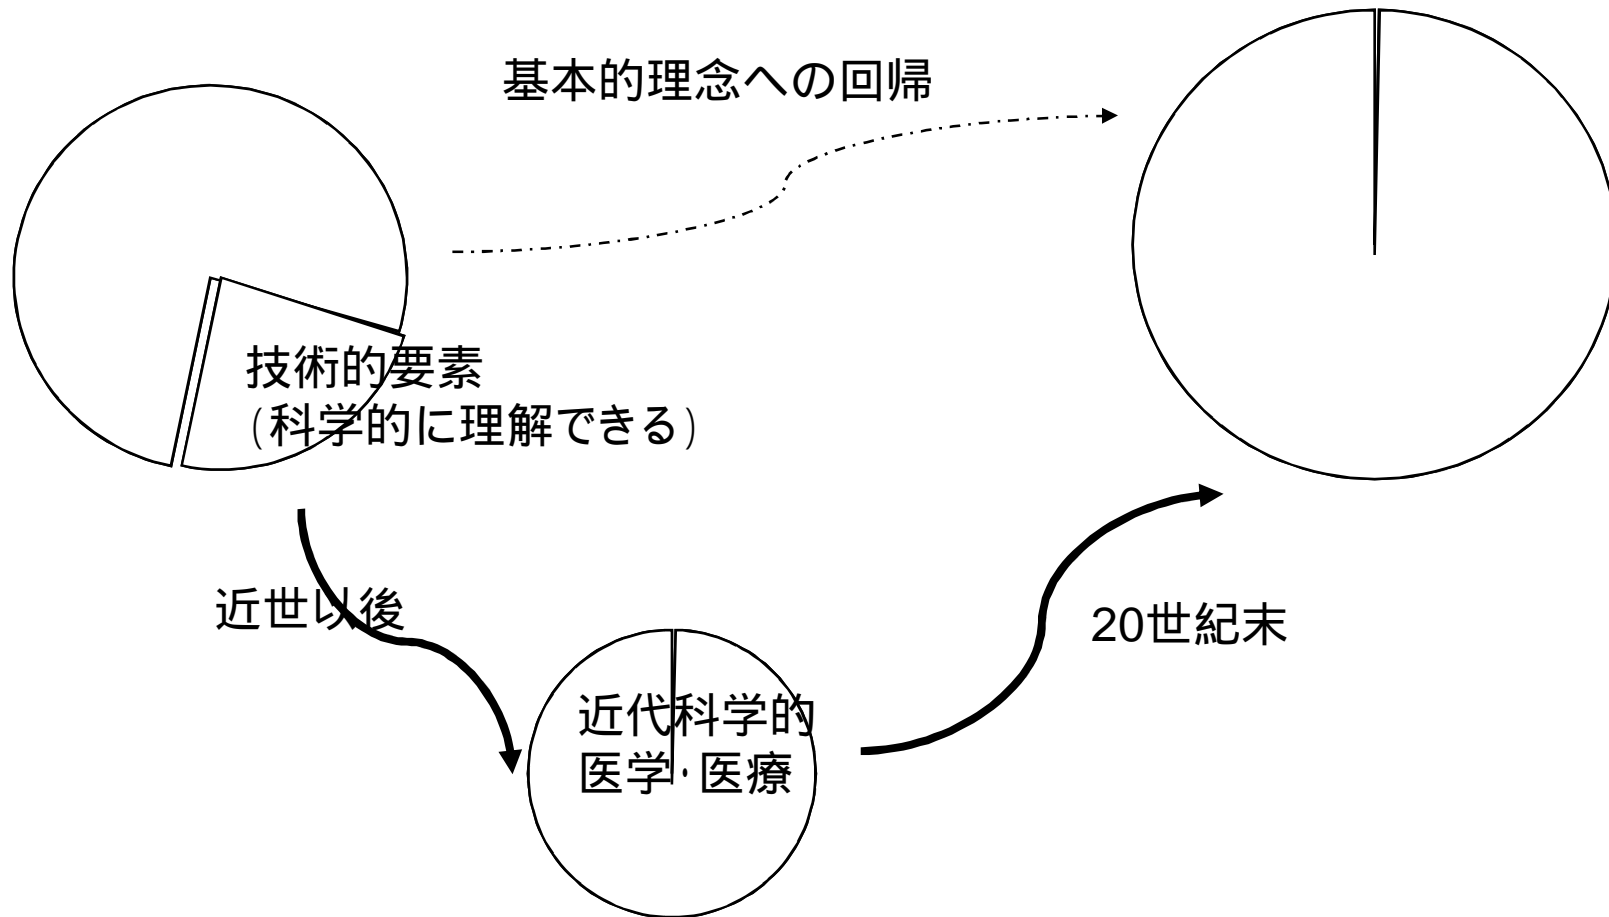 基本的理念への回帰
技術的要素
(科学的に理解できる)
近世以後
20世紀末
近代科学的
医学・医療